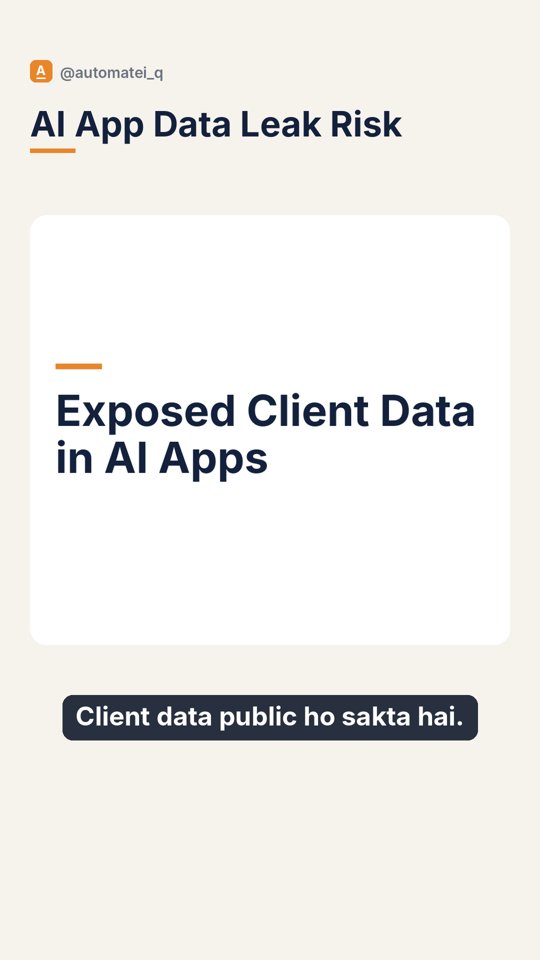 A @automatei_q
AI App Data Leak Risk
Exposed Client Data
in AI Apps
Client data public ho sakta hai.